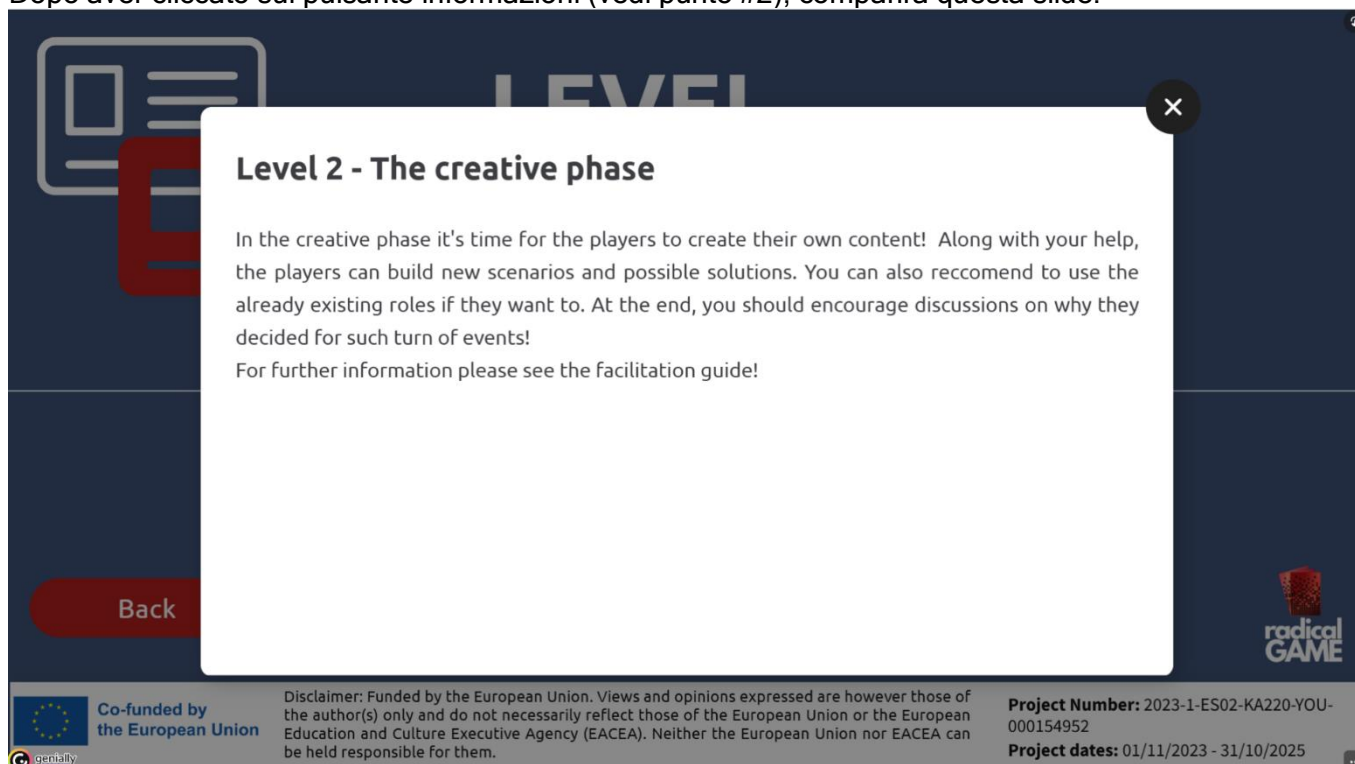 Dopo aver cliccato sul pulsante informazioni (vedi punto #2), comparirà questa slide:
LEVEL
Level 2 - The creative phase
In the creative phase it's time for the players to create their own content! Along with your help,
the players can build new scenarios and possible solutions. You can also reccomend to use the
already existing roles if they want to. At the end, you should encourage discussions on why they
decided for such turn of events!
For further information please see the facilitation guide!
Back
radical
GAME
Co-funded by
the European Union
Disclaimer: Funded by the European Union. Views and opinions expressed are however those of
the author(s) only and do not necessarily reflect those of the European Union or the European
Education and Culture Executive Agency (EACEA). Neither the European Union nor EACEA can
be held responsible for them.
Project Number: 2023-1-ES02-KA220-YOU-
000154952
Project dates: 01/11/2023 - 31/10/2025
genially